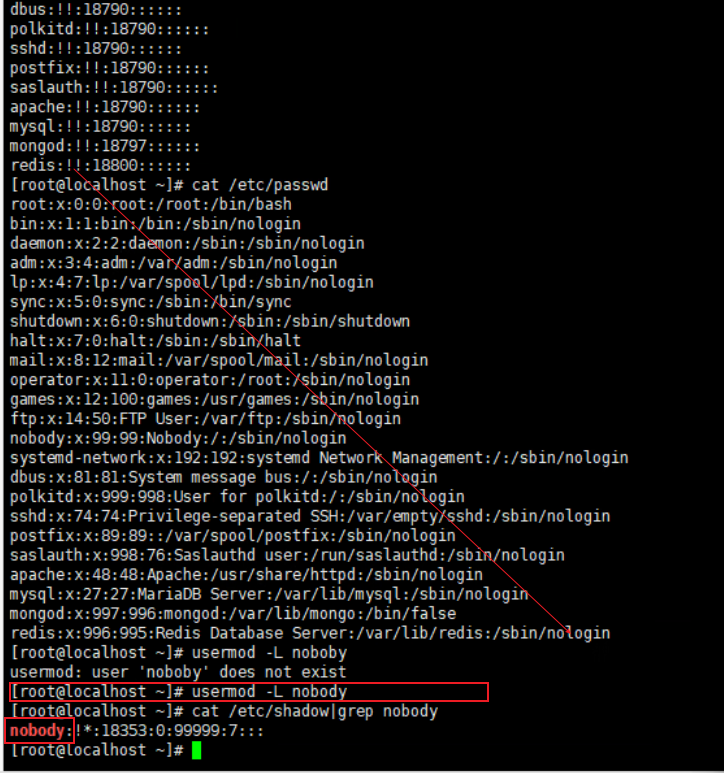 dbus:!!:18790::::::
polkitd:!!:18790::::::
sshd:!!:18790::::::
postfix:!!:18790::::::
saslauth:!!:18790::::::
apache:!!:18790::::::
mysql:!!:18790::::::
mongod:!!:18797::::::
redis:!!:18800::::::
[root@localhost ~]# cat /etc/passwd
root:x:0:0:root:/root:/bin/bash
bin:x:1:1:bin:/bin:/sbin/nologin
daemon:x:2:2:daemon:/sbin:/sbin/nologin
adm:x:3:4:adm:/var/adm:/sbin/nologin
lp:x:4:7:lp:/var/spool/lpd:/sbin/nologin
sync:x:5:0:sync:/sbin:/bin/sync
shutdown:x:6:0:shutdown:/sbin:/sbin/shutdown
halt:x:7:0:halt:/sbin:/sbin/halt
mail:x:8:12:mail:/var/spool/mail:/sbin/nologin
operator:x:11:0:operator:/root:/sbin/nologin
games:x:12:100:games:/usr/games:/sbin/nologin
ftp:x:14:50:FTP User:/var/ftp:/sbin/nologin
nobody:x:99:99:Nobody:/:/sbin/nologin
systemd-network:x:192:192:systemd Network Management:/:/sbin/nologin
dbus:x:81:81:System message bus:/:/sbin/nologin
polkitd:x:999:998:User for polkitd:/:/sbin/nologin
sshd:x:74:74:Privilege-separated SSH:/var/empty/sshd:/sbin/nologin
postfix:x:89:89::/var/spool/postfix:/sbin/nologin
saslauth:x:998:76:Saslauthd user:/run/saslauthd:/sbin/nologin
apache:x:48:48:Apache:/usr/share/httpd:/sbin/nologin
mysql:x:27:27:MariaDB Server:/var/lib/mysql:/sbin/nologin
mongod:x:997:996:mongod:/var/lib/mongo:/bin/false
redis:x:996:995:Redis Database Server:/var/lib/redis:/sbin/nologin
[root@localhost ~]# usermod -L noboby
usermod: user 'noboby' does not exist
[root@localhost ~]# usermod -L nobody
[root@localhost ~]# cat /etc/shadow|grep nobody
nobody:!*:18353:0:99999:7:::
[root@localhost ~]#